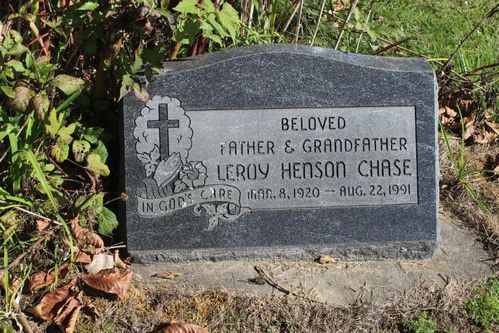 BELOVED
FATHER & GRANDFATHER
LEROY HENSON CHASE
MAR. 8, 1920 — AUG. 22, 1991
IN GOD'S CARE